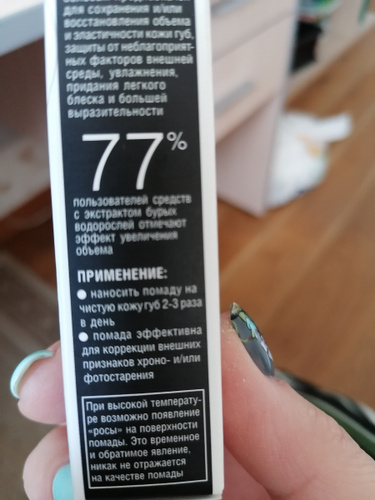 для сохранения и/или
восстановления объема
и эластичности кожи губ,
защиты от неблагоприят-
ных факторов внешней
среды, увлажнения,
придания легкого
блеска и большей
выразительности
77%
пользователей средств
с экстрактом бурых
водорослей отмечают
эффект увеличения
объема
ПРИМЕНЕНИЕ:
● наносить помаду на
чистую кожу губ 2-3 раза
в день
● помада эффективна
для коррекции внешних
признаков хроно- и/или
фотостарения
При высокой температу-
ре возможно появление
«росы» на поверхности
помады. Это временное
и обратимое явление,
никак не отражается
на качестве помады